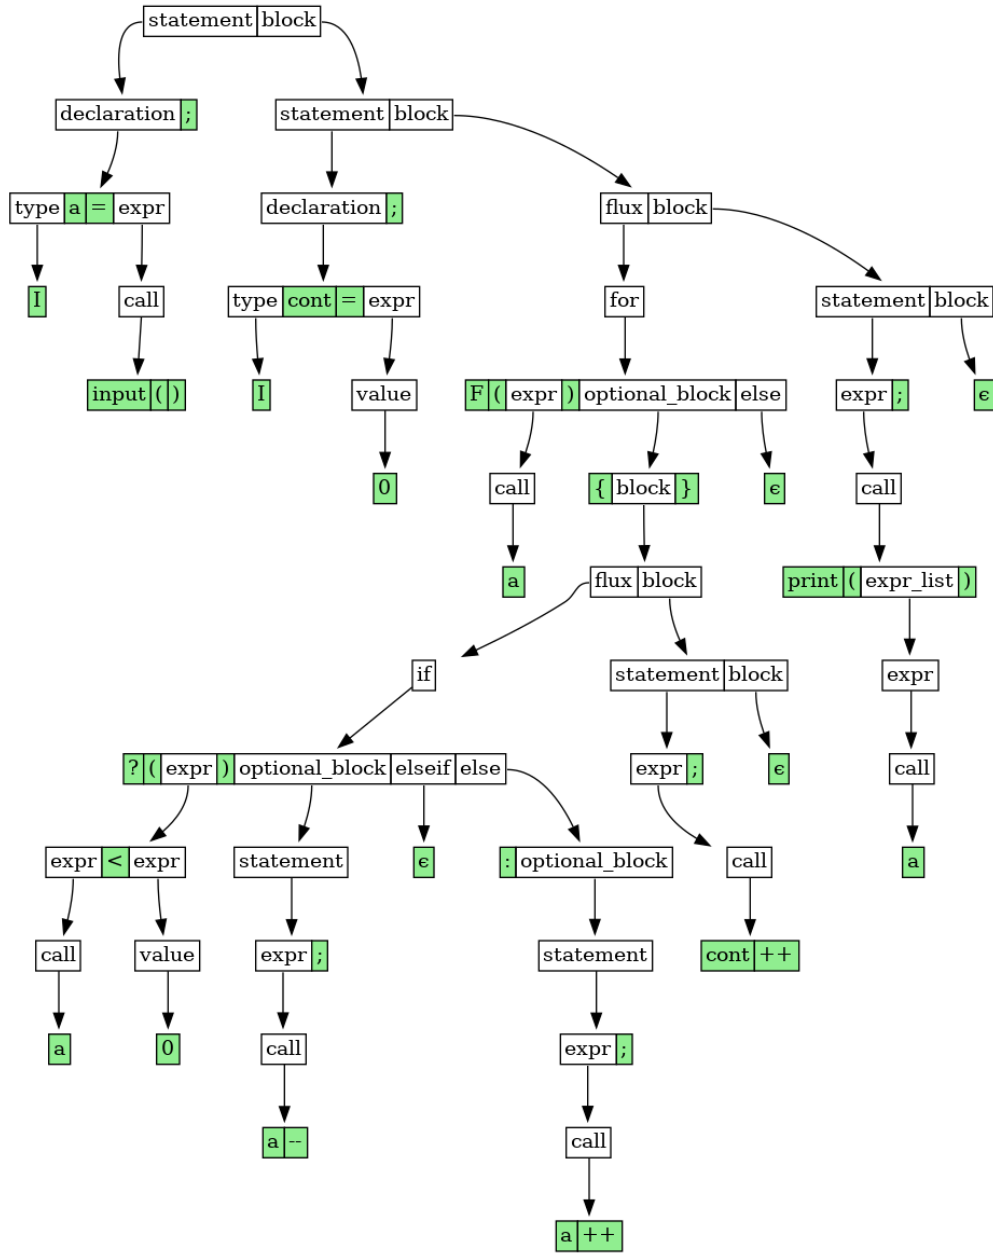 statement block
declaration ;
statement block
type a = expr
declaration ;
flux block
I
call
type cont = expr
for
statement block
input ( )
I
value
F ( expr ) optional_block else
expr ;
ϵ
0
call
{ block }
ϵ
call
a
flux block
print ( expr_list )
if
statement block
expr
? ( expr ) optional_block elseif else
expr ;
ϵ
call
expr < expr
statement
ϵ
: optional_block
call
a
call
value
expr ;
statement
cont ++
a
0
call
expr ;
a --
call
a ++